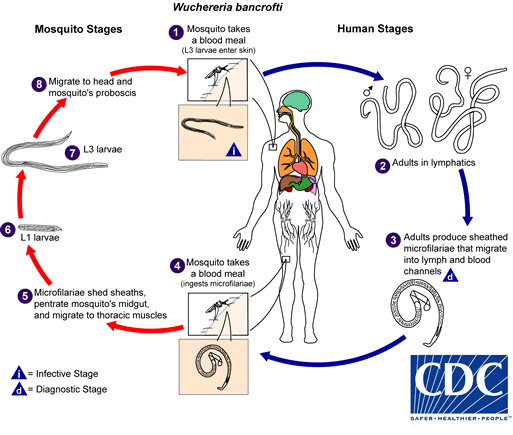 Wuchereria bancrofti
Mosquito Stages
Human Stages
1 Mosquito takes
a blood meal
(L3 larvae enter skin)
i
♂
♀
2 Adults in lymphatics
3 Adults produce sheathed
microfilariae that migrate
into lymph and blood
channels d
4 Mosquito takes
a blood meal
(ingests microfilariae)
5 Microfilariae shed sheaths,
pentrate mosquito's midgut,
and migrate to thoracic muscles
6
L1 larvae
7 L3 larvae
8 Migrate to head and
mosquito's proboscis
i = Infective Stage
d = Diagnostic Stage
CDC
SAFER • HEALTHIER • PEOPLE™